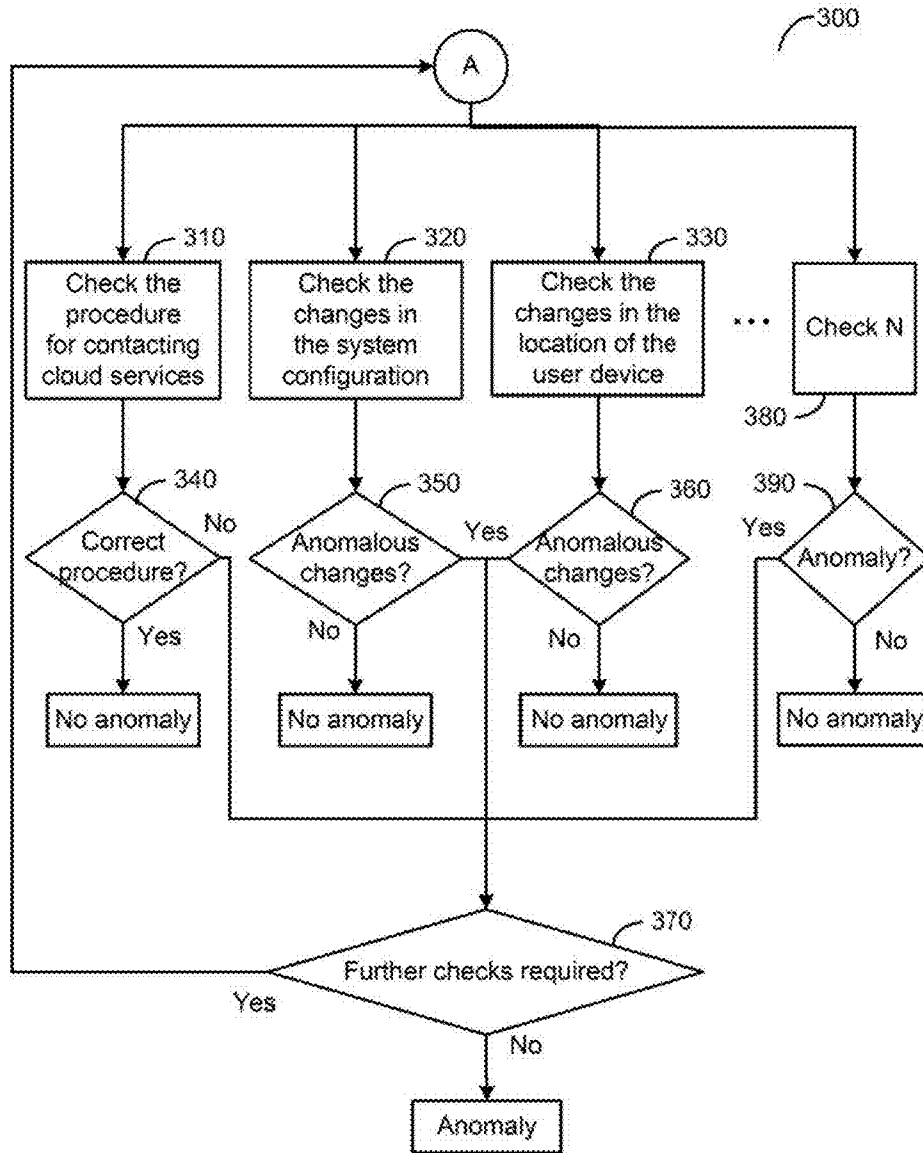 300
A
310
Check the
procedure
for contacting
cloud services
320
Check the
changes in
the system
configuration
330
Check the
changes in the
location of the
user device
...
Check N
380
340
Correct
procedure?
No
Yes
350
Anomalous
changes?
Yes
No
360
Anomalous
changes?
No
390
Yes
Anomaly?
No
No anomaly
No anomaly
No anomaly
No anomaly
370
Further checks required?
Yes
No
Anomaly